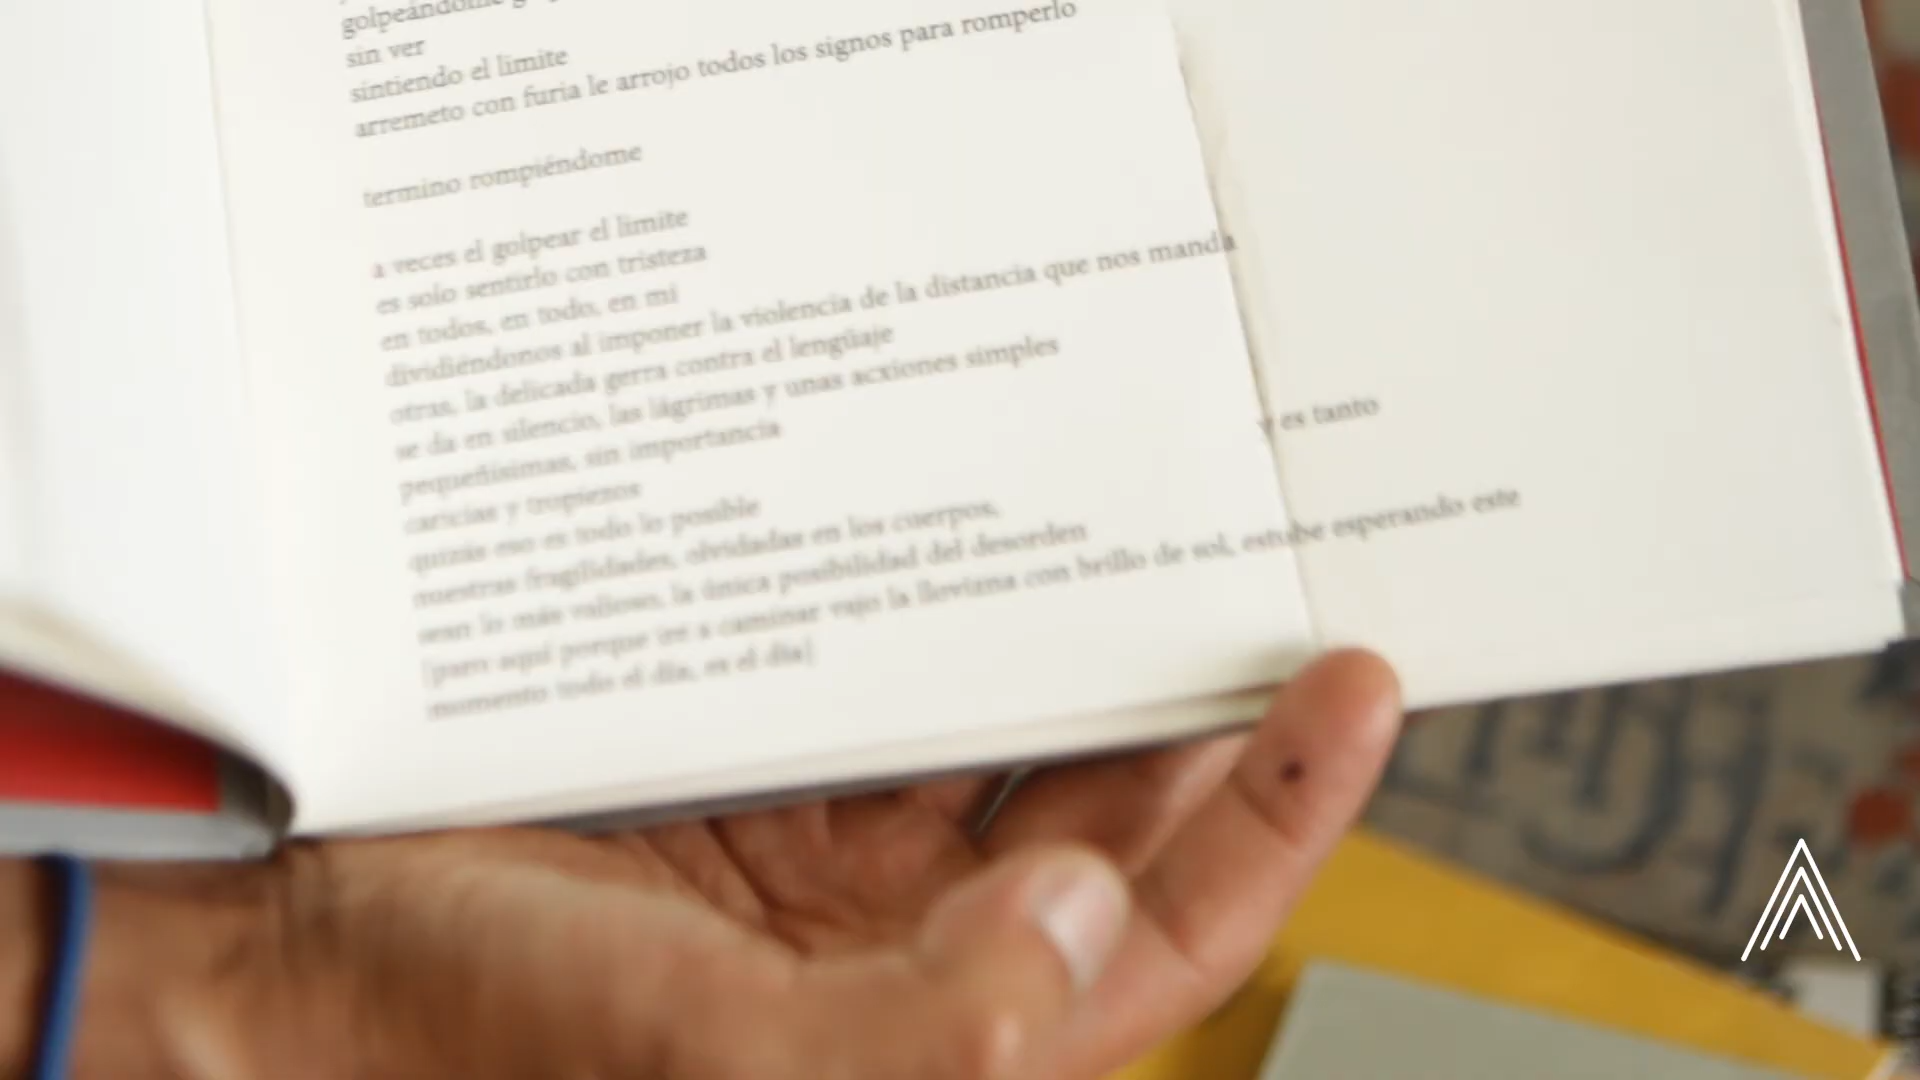 golpeándome
sin ver
sintiendo el limite
arremeto con furia le arrojo todos los signos para romperlo
termino rompiéndome
a veces el golpear el limite
es solo sentirlo con tristeza
en todos, en todo, en mi
dividiéndonos al imponer la violencia de la distancia que nos manda
otras, la delicada gerra contra el lengüaje
se da en silencio, las lágrimas y unas acxiones simples
pequeñisimas, sin importancia
y es tanto
caricias y tropiezos
quizás eso es todo lo posible
nuestras fragilidades, olvidadas en los cuerpos,
sean lo más valioso, la única posibilidad del desorden
[paro aquí porque iré a caminar vajo la llovizna con brillo de sol, estube esperando este
momento todo el día, es el día]